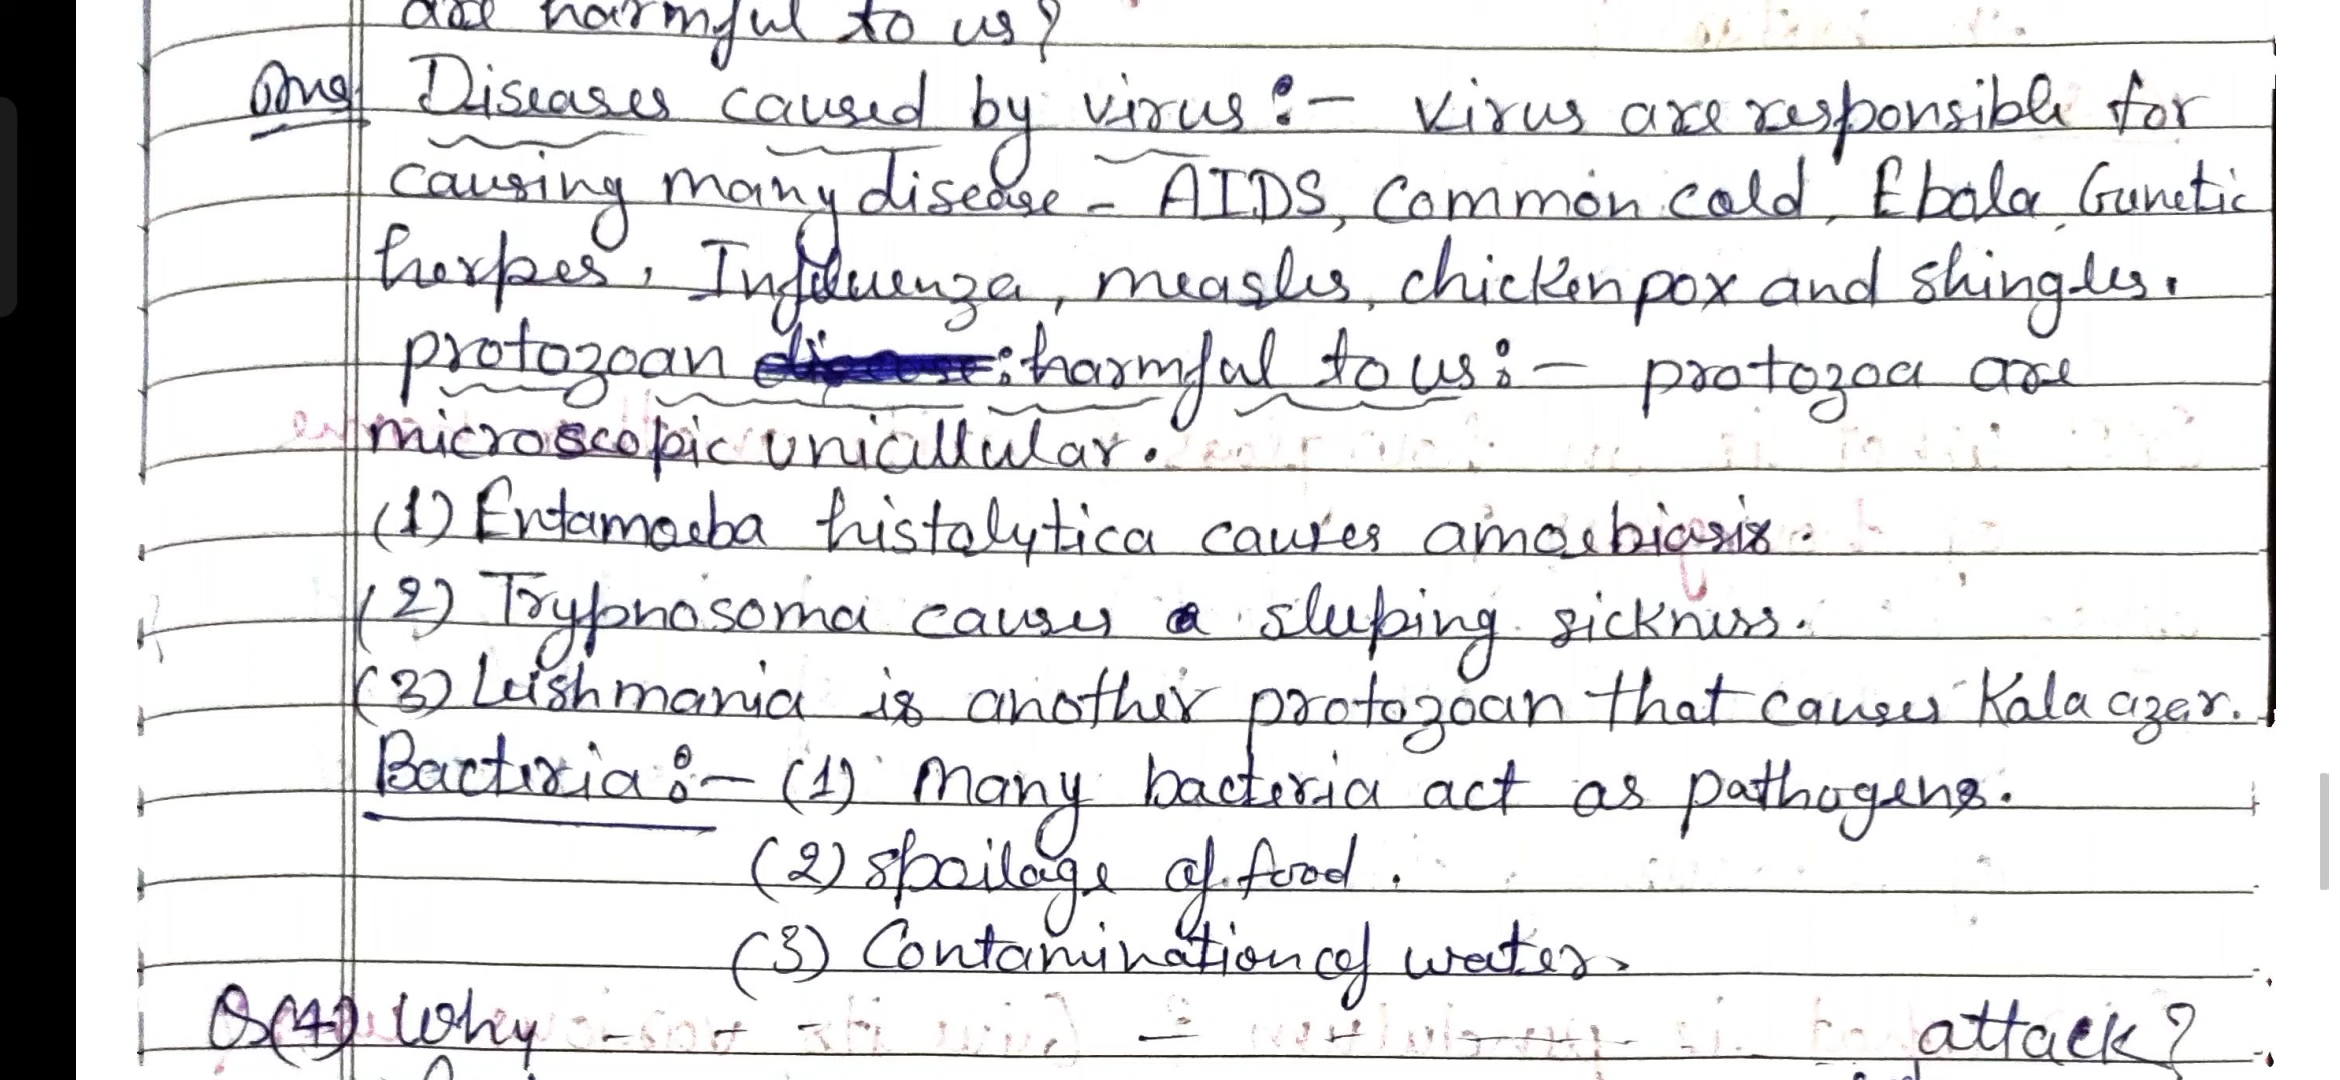 are harmful to us?
Ans Diseases caused by virus :- Virus are responsible for
causing many disease - AIDS, Common cold, Ebola, Gunetic
herpes, Influenza, measles, chickenpox and shingles.
protozoan : harmful to us :- protozoa are
microscopic unicellular.
(1) Entamoeba histolytica causes amoebiasis.
(2) Trypnosoma causes a sleeping sickness.
(3) Leishmania is another protozoan that causes Kala azar.
Bacteria :- (1) Many bacteria act as pathogens.
(2) spoilage of food.
(3) Contamination of water.
Q(4) Why - - - - - attack?